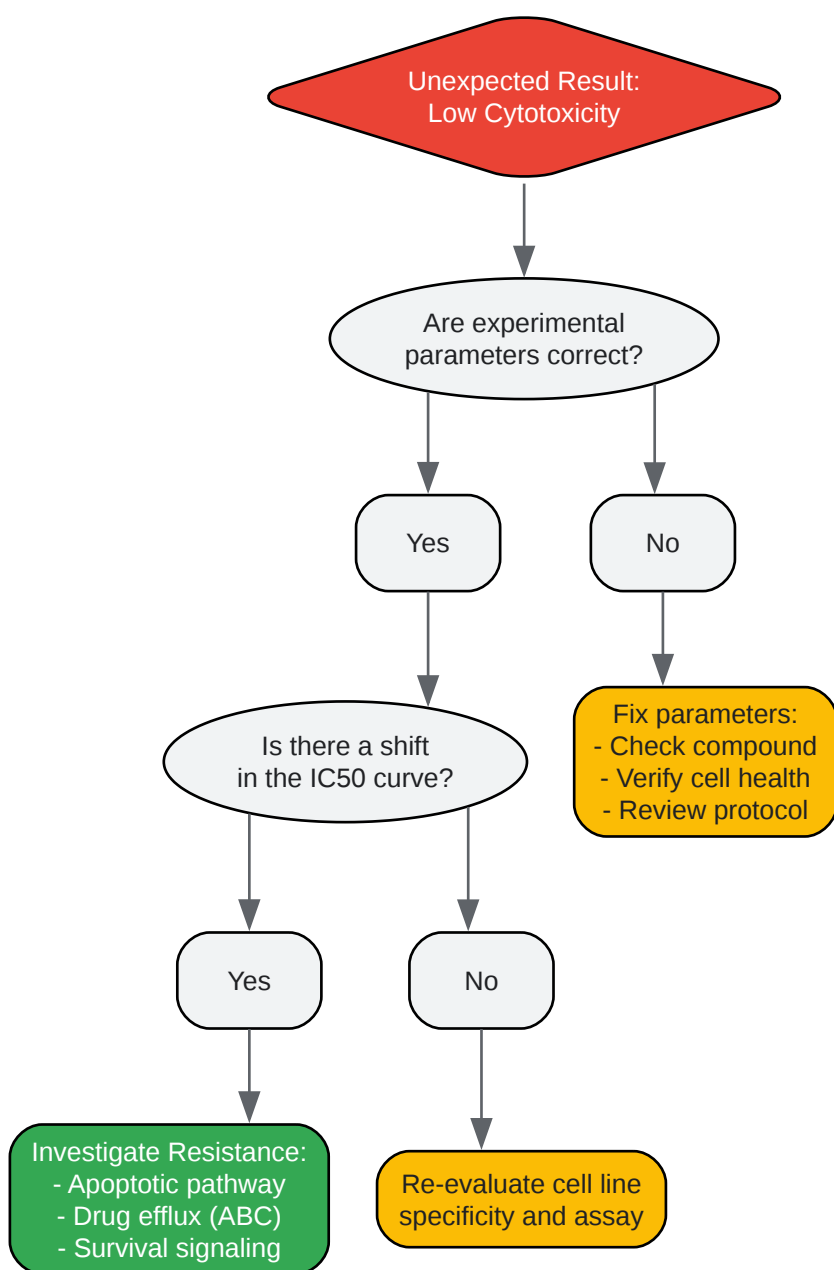 Unexpected Result:
Low Cytotoxicity
Are experimental
parameters correct?
Yes
No
Fix parameters:
- Check compound
- Verify cell health
- Review protocol
Is there a shift
in the IC50 curve?
Yes
No
Investigate Resistance:
- Apoptotic pathway
- Drug efflux (ABC)
- Survival signaling
Re-evaluate cell line
specificity and assay